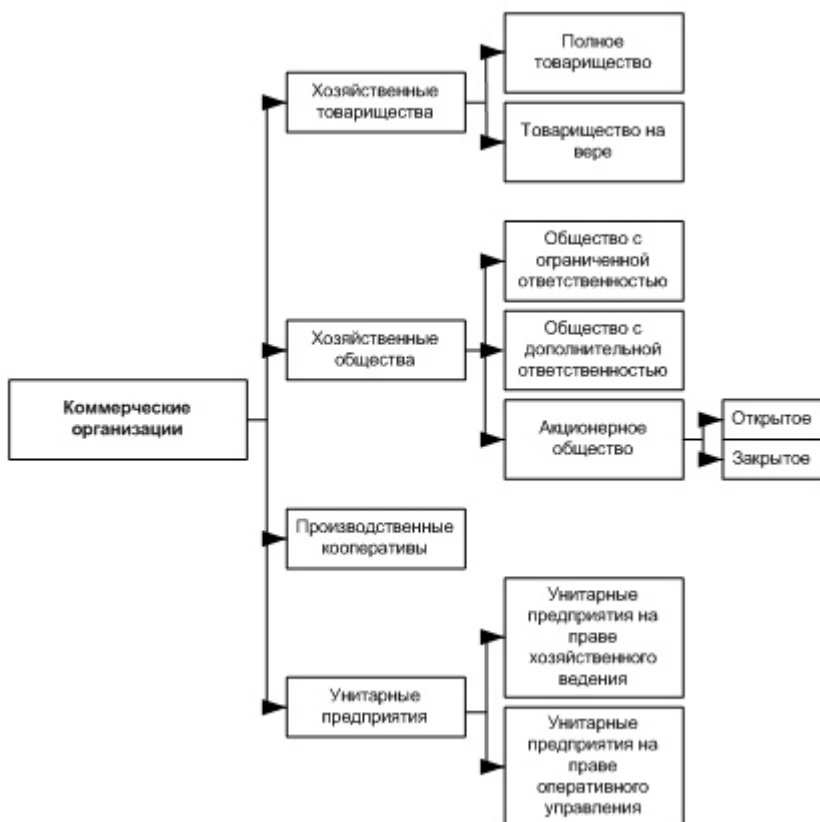 Полное
товарищество
Хозяйственные
товарищества
Товарищество на
вере
Общество с
ограниченной
ответственностью
Хозяйственные
общества
Общество с
дополнительной
ответственностью
Коммерческие
организации
Акционерное
общество
Открытое
Закрытое
Производственные
кооперативы
Унитарные
предприятия на
праве
хозяйственного
ведения
Унитарные
предприятия
Унитарные
предприятия на
праве
оперативного
управления